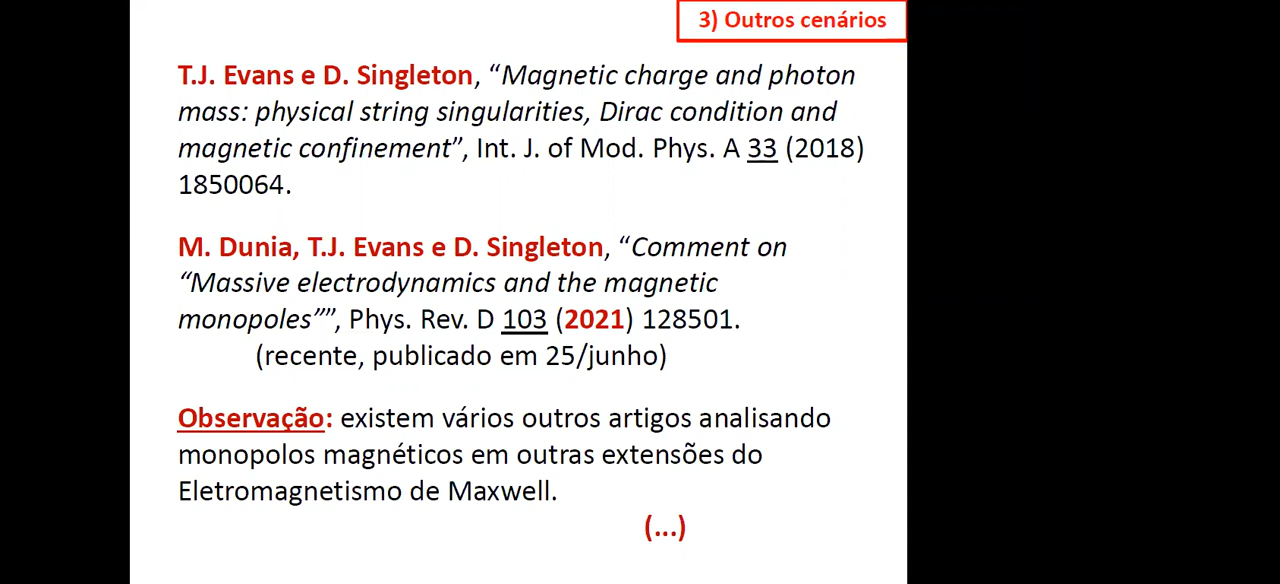 3) Outros cenários
T.J. Evans e D. Singleton, “Magnetic charge and photon
mass: physical string singularities, Dirac condition and
magnetic confinement”, Int. J. of Mod. Phys. A 33 (2018)
1850064.
M. Dunia, T.J. Evans e D. Singleton, “Comment on
“Massive electrodynamics and the magnetic
monopoles””, Phys. Rev. D 103 (2021) 128501.
(recente, publicado em 25/junho)
Observação: existem vários outros artigos analisando
monopolos magnéticos em outras extensões do
Eletromagnetismo de Maxwell.
(...)